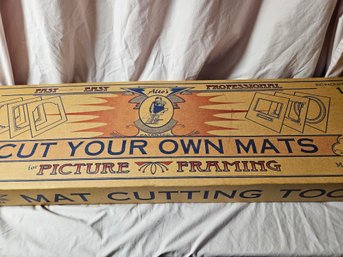 FAST EASY Alto's PROFESSIONAL
CUT YOUR OWN MATS
for PICTURE FRAMING
MAT CUTTING TOO